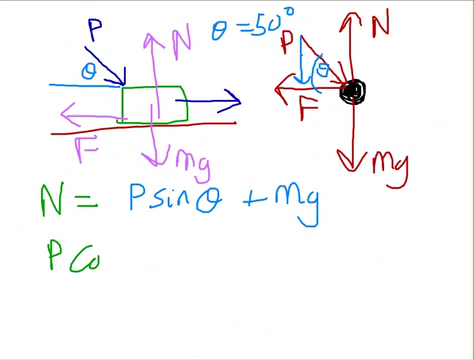 P
N
θ = 50°
θ
F
mg
N
P
θ
F
mg
N = P sin θ + mg
P Co